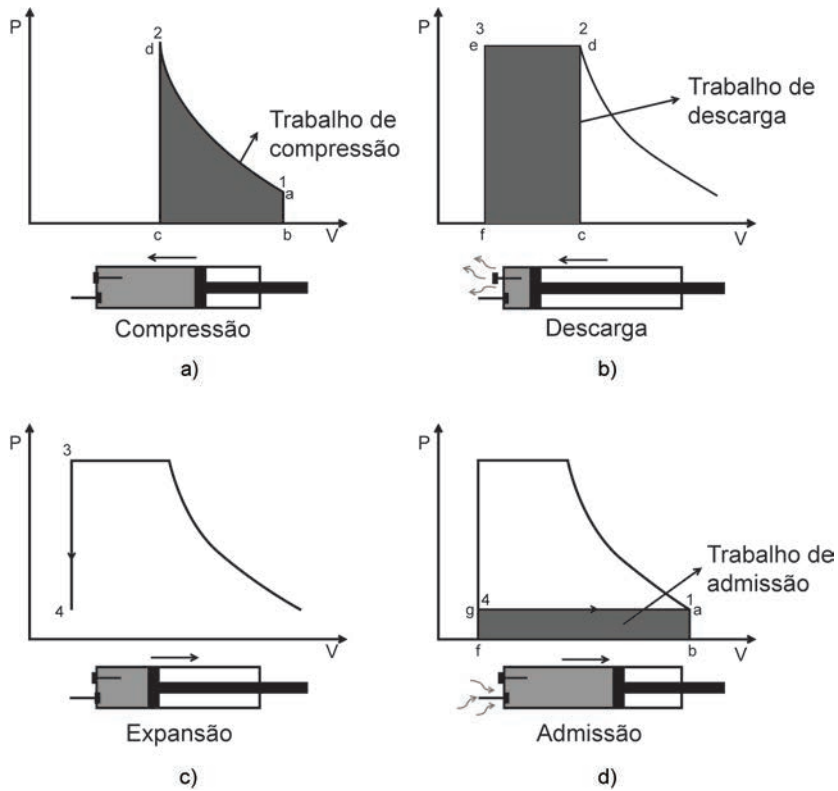 P
2
d
Trabalho de
compressão
1
a
c
b
V
Compressão
a)
P
3
2
e
d
Trabalho de
descarga
f
c
V
Descarga
b)
P
3
4
V
Expansão
c)
P
Trabalho de
admissão
4
1
g
a
f
b
V
Admissão
d)